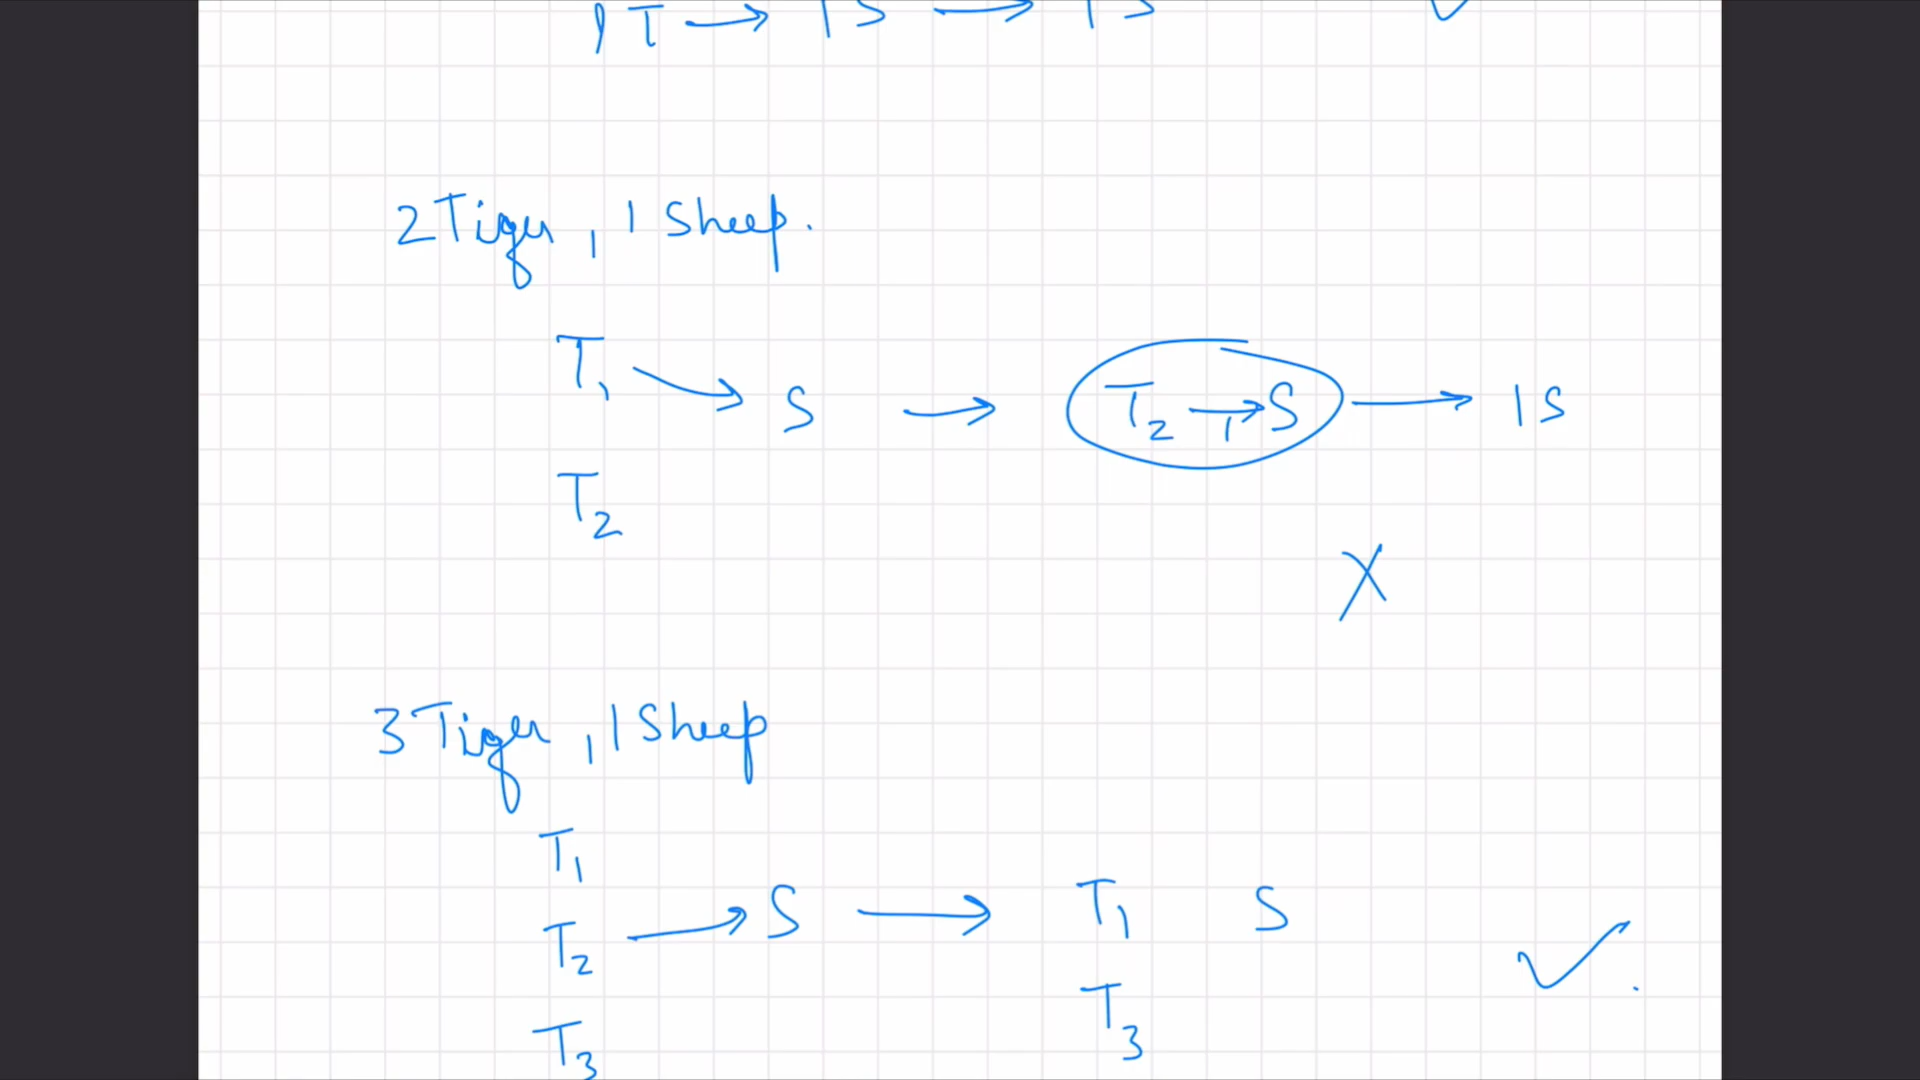 1T → 1S → 1S ✓
2 Tiger, 1 Sheep.
T₁ → S → T₂ → 1S → 1S
T₂
X
3 Tiger, 1 Sheep
T₁
T₂ → S → T₁ S ✓.
T₃ T₃